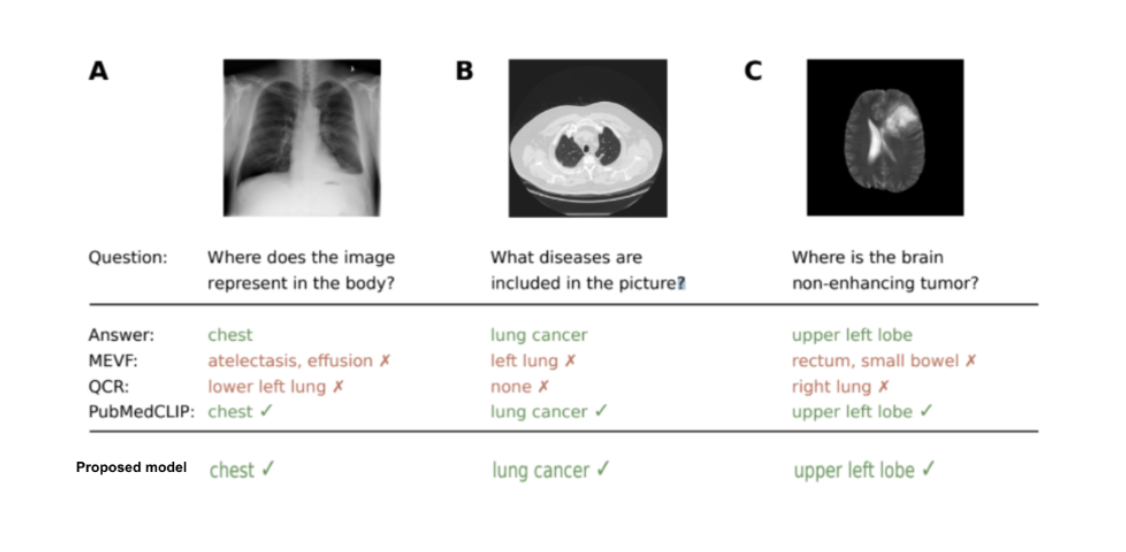 A B C
Question: Where does the image What diseases are Where is the brain
represent in the body? included in the picture? non-enhancing tumor?
Answer: chest lung cancer upper left lobe
MEVF: atelectasis, effusion ✗ left lung ✗ rectum, small bowel ✗
QCR: lower left lung ✗ none ✗ right lung ✗
PubMedCLIP: chest ✓ lung cancer ✓ upper left lobe ✓
Proposed model chest ✓ lung cancer ✓ upper left lobe ✓